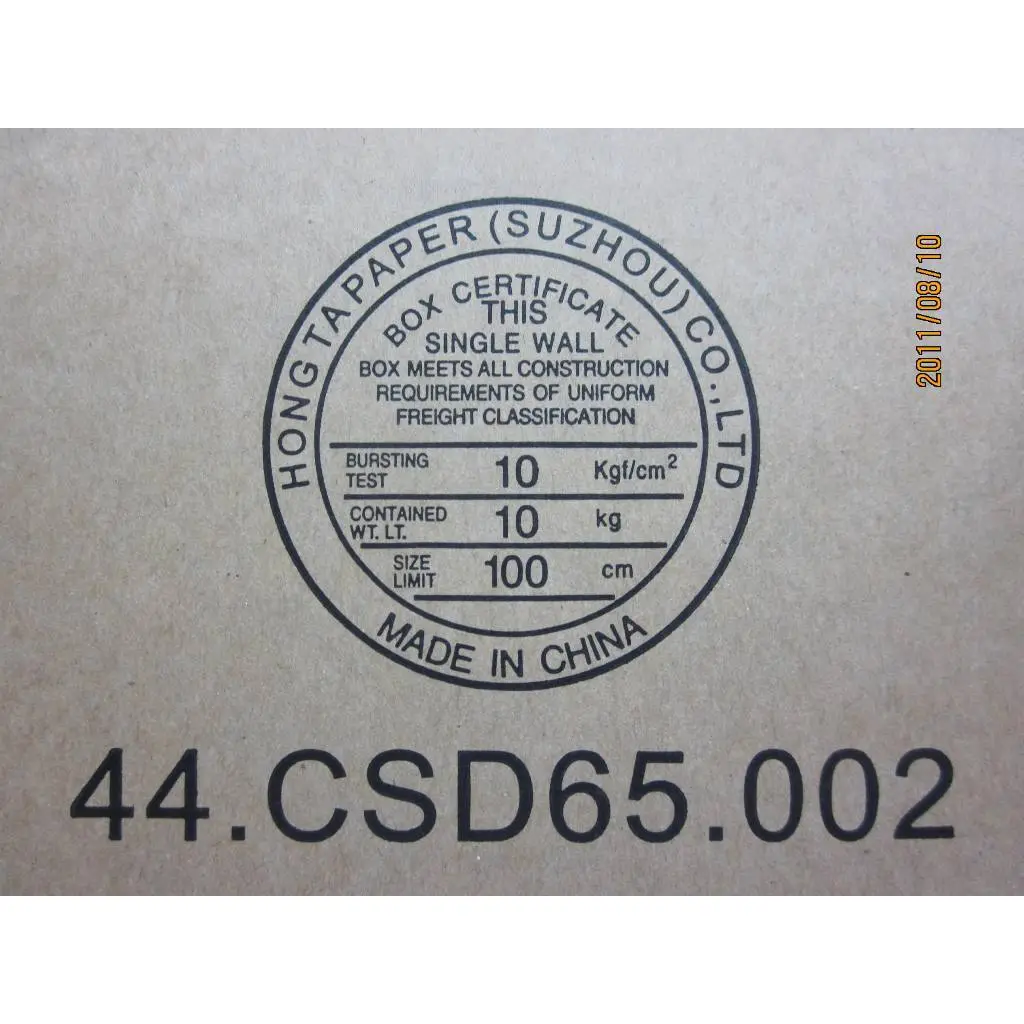 HONG TA PAPER (SUZHOU) CO.,LTD
BOX CERTIFICATE
THIS
SINGLE WALL
BOX MEETS ALL CONSTRUCTION
REQUIREMENTS OF UNIFORM
FREIGHT CLASSIFICATION
BURSTING TEST 10 Kgf/cm²
CONTAINED WT. LT. 10 kg
SIZE LIMIT 100 cm
MADE IN CHINA
44.CSD65.002
2011/08/10